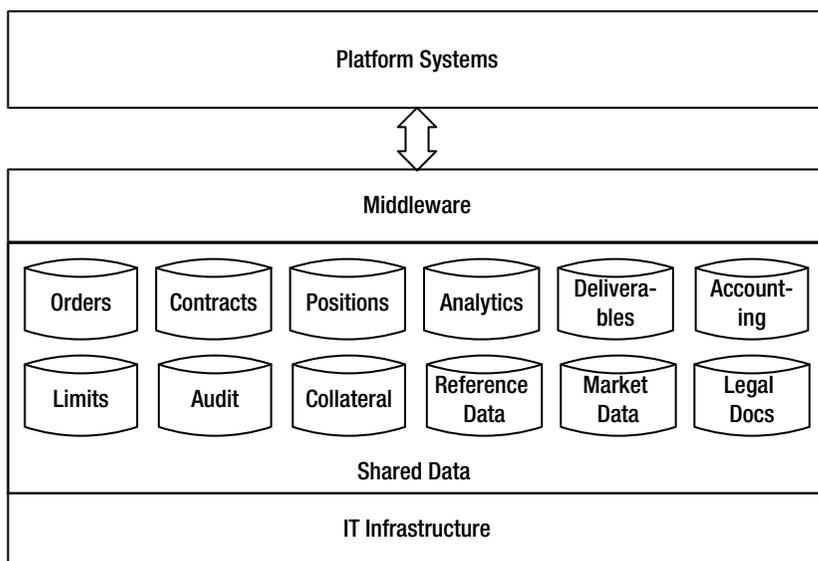 Platform Systems
Middleware
Orders
Contracts
Positions
Analytics
Delivera-
bles
Account-
ing
Limits
Audit
Collateral
Reference
Data
Market
Data
Legal
Docs
Shared Data
IT Infrastructure